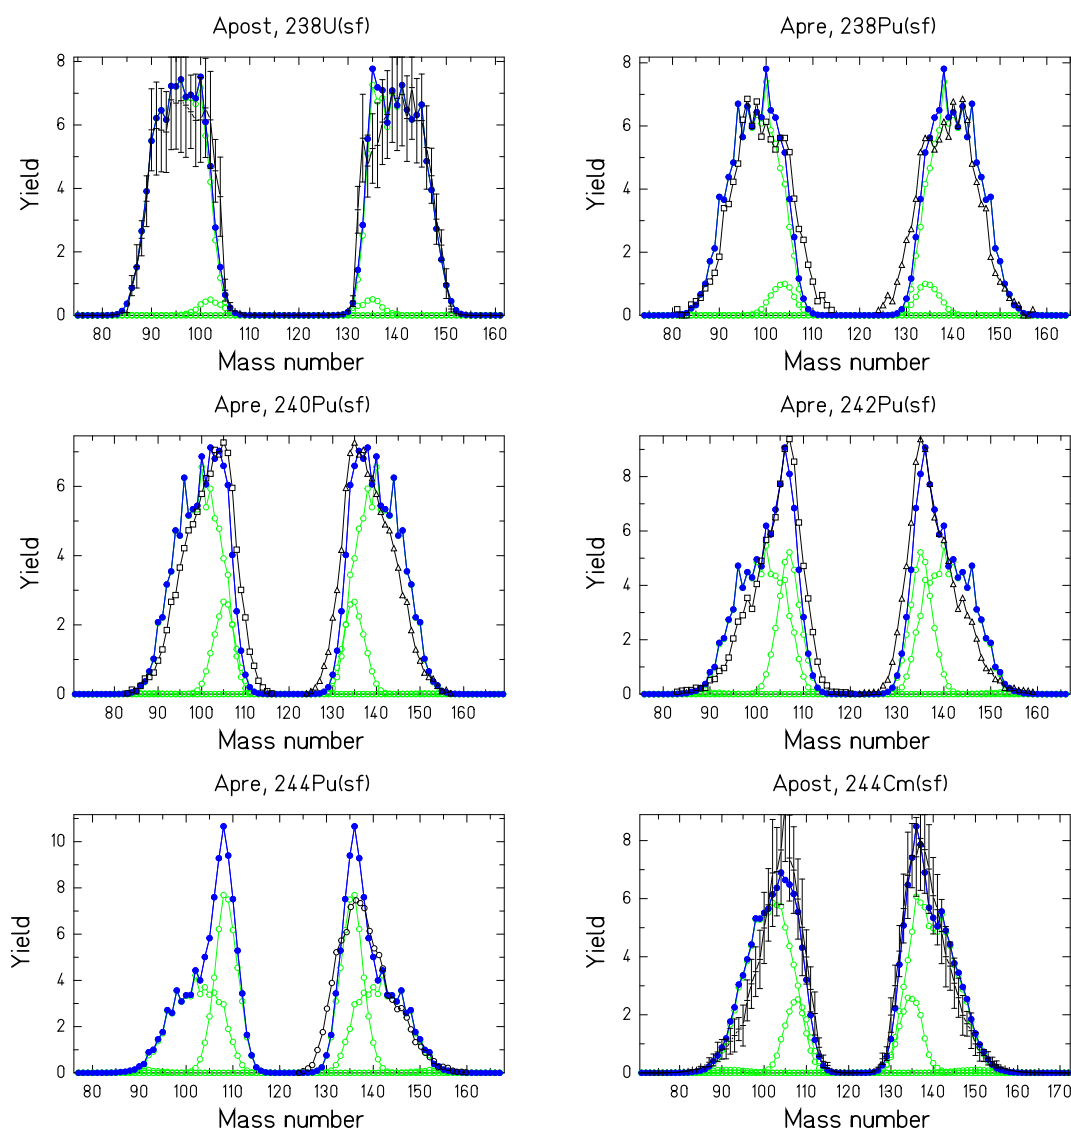 Apost, 238U(sf)
Yield
0 2 4 6 8
80 90 100 110 120 130 140 150 160
Mass number
Apre, 238Pu(sf)
Yield
0 2 4 6 8
80 90 100 110 120 130 140 150 160
Mass number
Apre, 240Pu(sf)
Yield
0 2 4 6
80 90 100 110 120 130 140 150 160
Mass number
Apre, 242Pu(sf)
Yield
0 2 4 6 8
80 90 100 110 120 130 140 150 160
Mass number
Apre, 244Pu(sf)
Yield
0 2 4 6 8 10
80 90 100 110 120 130 140 150 160
Mass number
Apost, 244Cm(sf)
Yield
0 2 4 6 8
80 90 100 110 120 130 140 150 160 170
Mass number